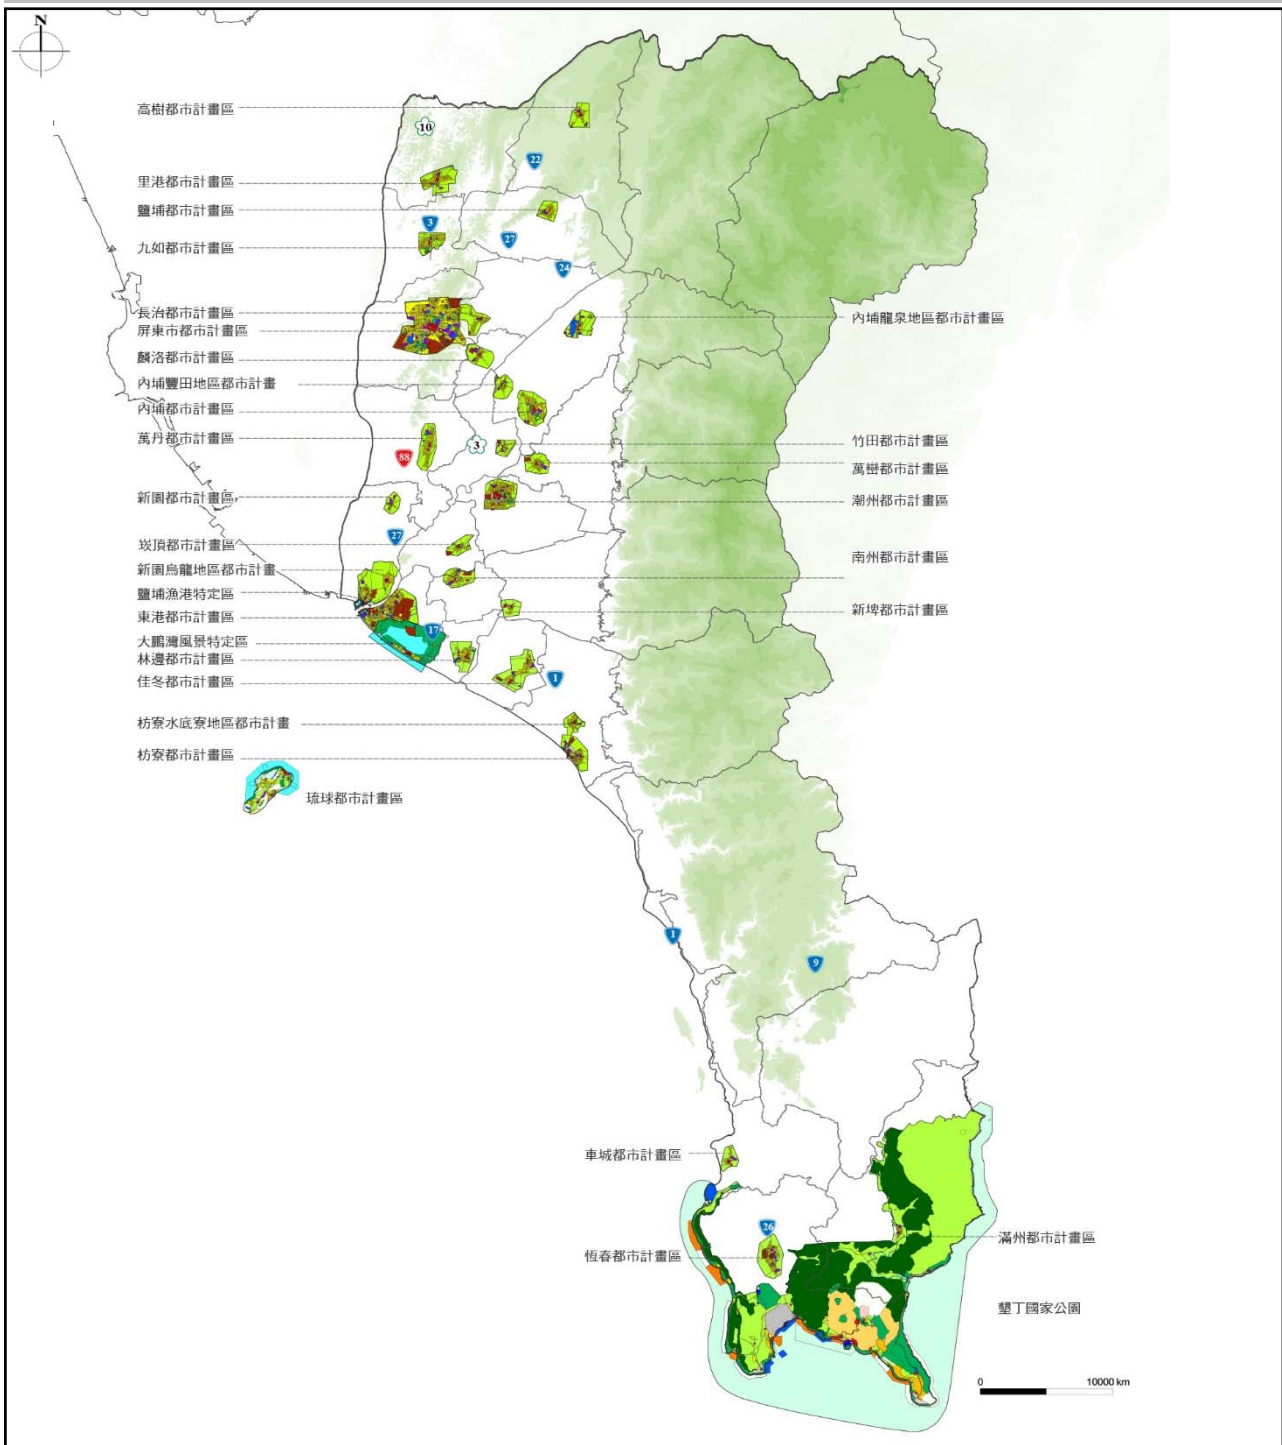 N
高樹都市計畫區
10
22
里港都市計畫區
鹽埔都市計畫區
3
九如都市計畫區
27
24
長治都市計畫區
內埔龍泉地區都市計畫區
屏東市都市計畫區
麟洛都市計畫區
內埔豐田地區都市計畫
內埔都市計畫區
萬丹都市計畫區
3
竹田都市計畫區
88
萬巒都市計畫區
新園都市計畫區
潮州都市計畫區
27
崁頂都市計畫區
南州都市計畫區
新園烏龍地區都市計畫
鹽埔漁港特定區
新埤都市計畫區
東港都市計畫區
17
大鵬灣風景特定區
林邊都市計畫區
佳冬都市計畫區
1
枋寮水底寮地區都市計畫
枋寮都市計畫區
琉球都市計畫區
1
9
車城都市計畫區
26
滿州都市計畫區
恆春都市計畫區
墾丁國家公園
0 10000 km